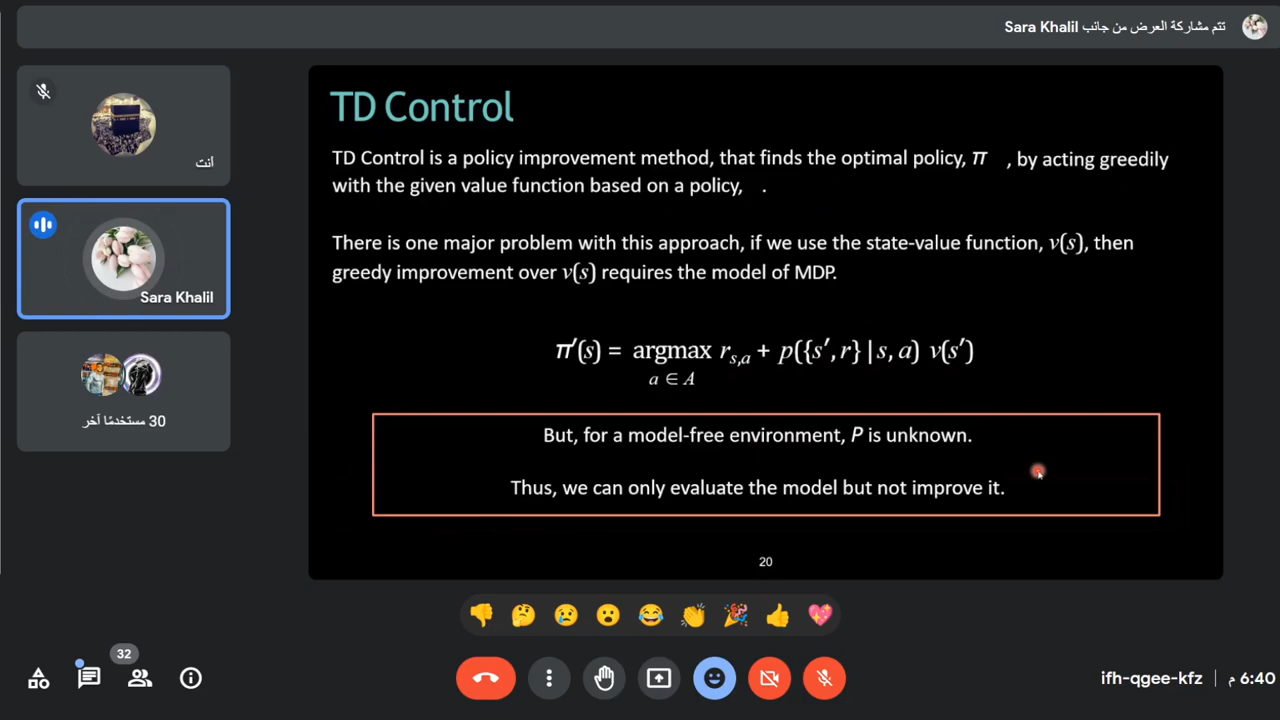 تتم مشاركة العرض من جانب Sara Khalil
أنت
Sara Khalil
30 مستخدمًا آخر
TD Control
TD Control is a policy improvement method, that finds the optimal policy, π , by acting greedily
with the given value function based on a policy, .
There is one major problem with this approach, if we use the state-value function, v(s), then
greedy improvement over v(s) requires the model of MDP.
π′(s) = argmax r_{s,a} + p({s′, r} | s, a) v(s′)
a ∈ A
But, for a model-free environment, P is unknown.
Thus, we can only evaluate the model but not improve it.
20
32
ifh-qgee-kfz | 6:40 م